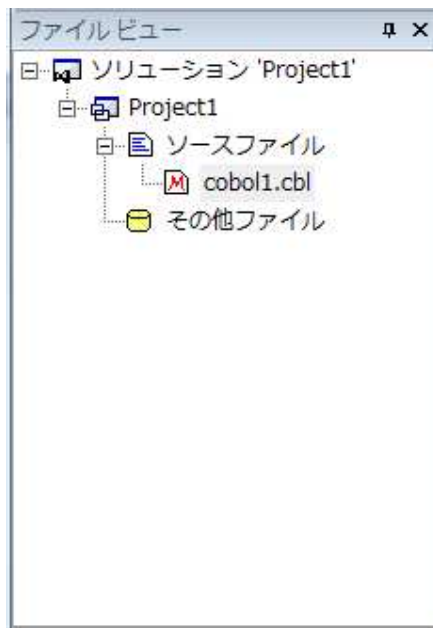 ファイル ビュー
ソリューション 'Project1'
Project1
ソースファイル
cobol1.cbl
その他ファイル